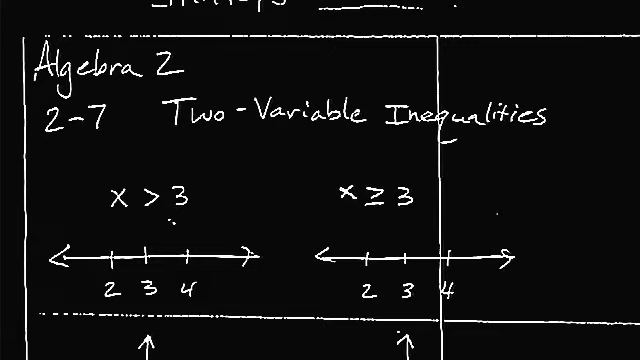 Algebra 2
2-7 Two-Variable Inequalities
x > 3 x ≥ 3
2 3 4 2 3 4